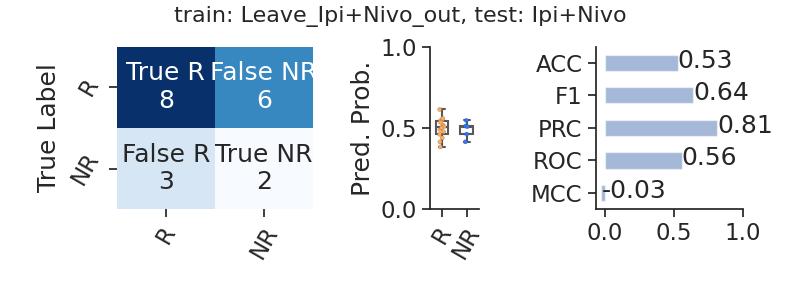 train: Leave_Ipi+Nivo_out, test: Ipi+Nivo
True Label
R
NR
True R
8
False NR
6
False R
3
True NR
2
R
NR
Pred. Prob.
1.0
0.5
0.0
R
NR
ACC
0.53
F1
0.64
PRC
0.81
ROC
0.56
MCC
-0.03
0.0
0.5
1.0